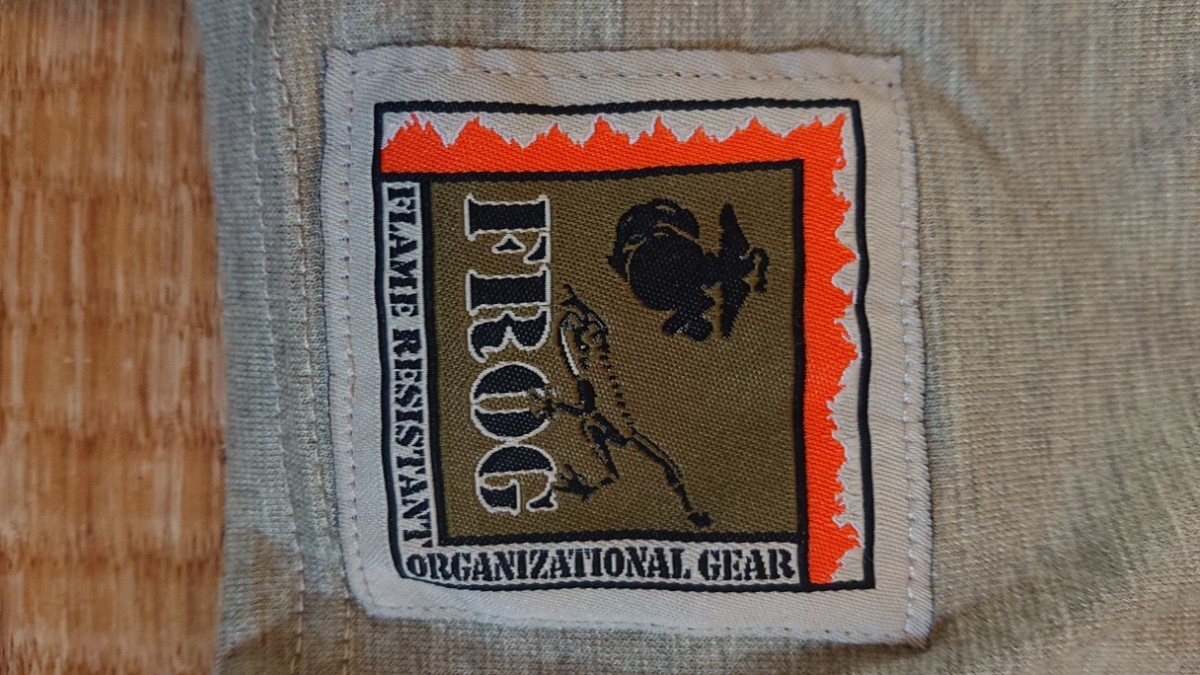 FROG
FLAME RESISTANT
ORGANIZATIONAL GEAR